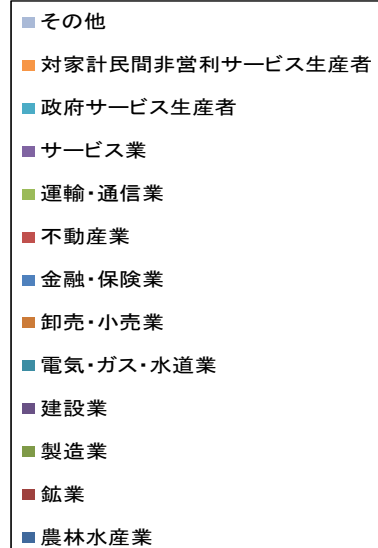 その他
対家計民間非営利サービス生産者
政府サービス生産者
サービス業
運輸・通信業
不動産業
金融・保険業
卸売・小売業
電気・ガス・水道業
建設業
製造業
鉱業
農林水産業